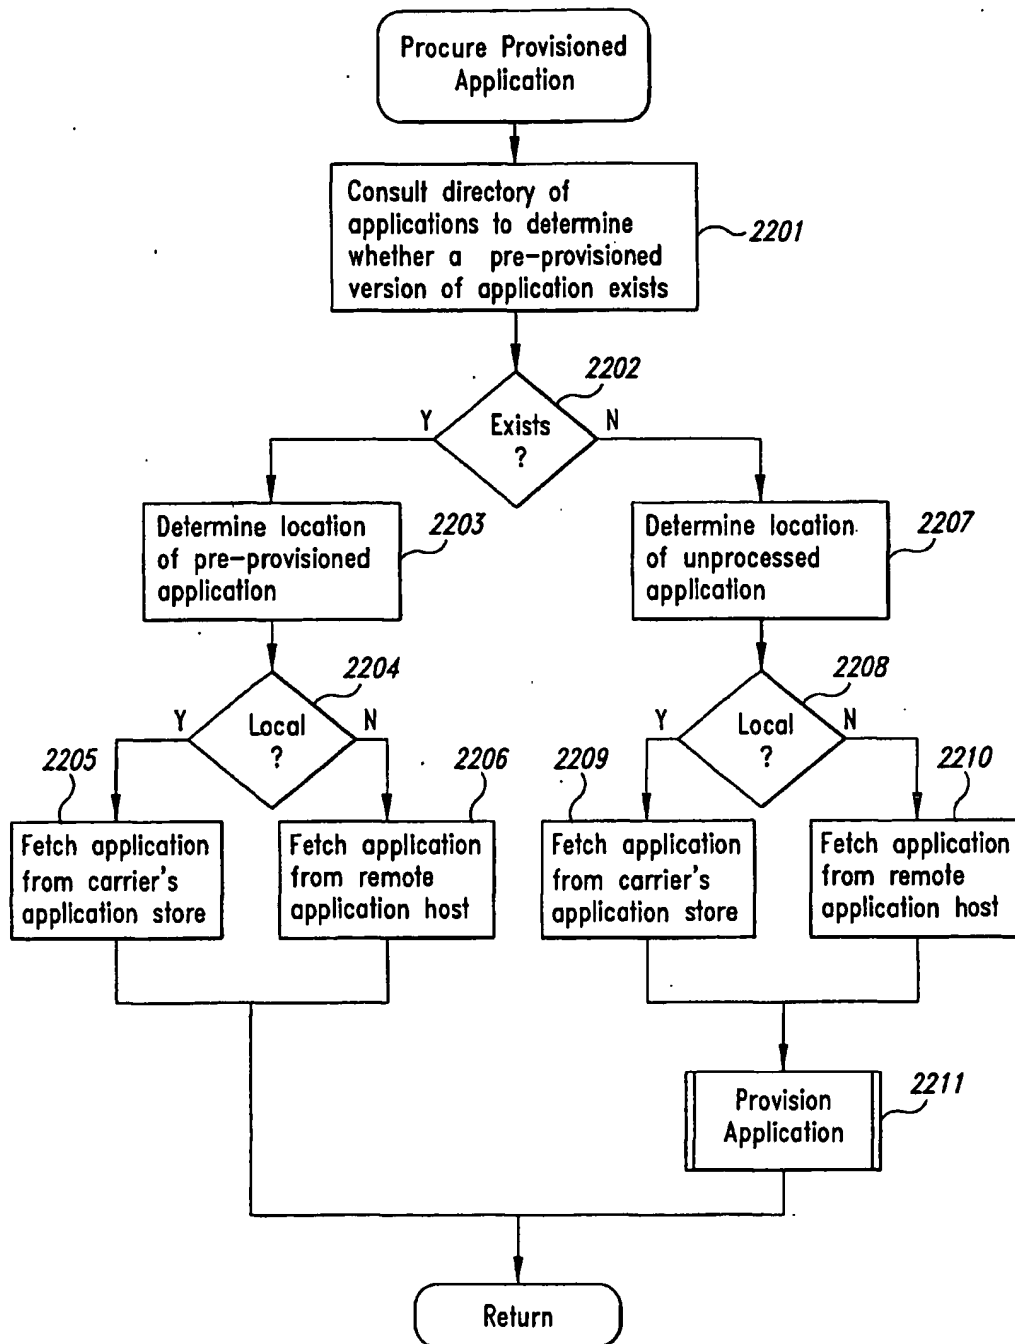 Procure Provisioned
Application
Consult directory of
applications to determine
whether a pre-provisioned
version of application exists
2201
2202
Y
Exists
?
N
Determine location
of pre-provisioned
application
2203
Determine location
of unprocessed
application
2207
2204
Y
Local
?
N
2208
Y
Local
?
N
2205
Fetch application
from carrier's
application store
2206
Fetch application
from remote
application host
2209
Fetch application
from carrier's
application store
2210
Fetch application
from remote
application host
Provision
Application
2211
Return